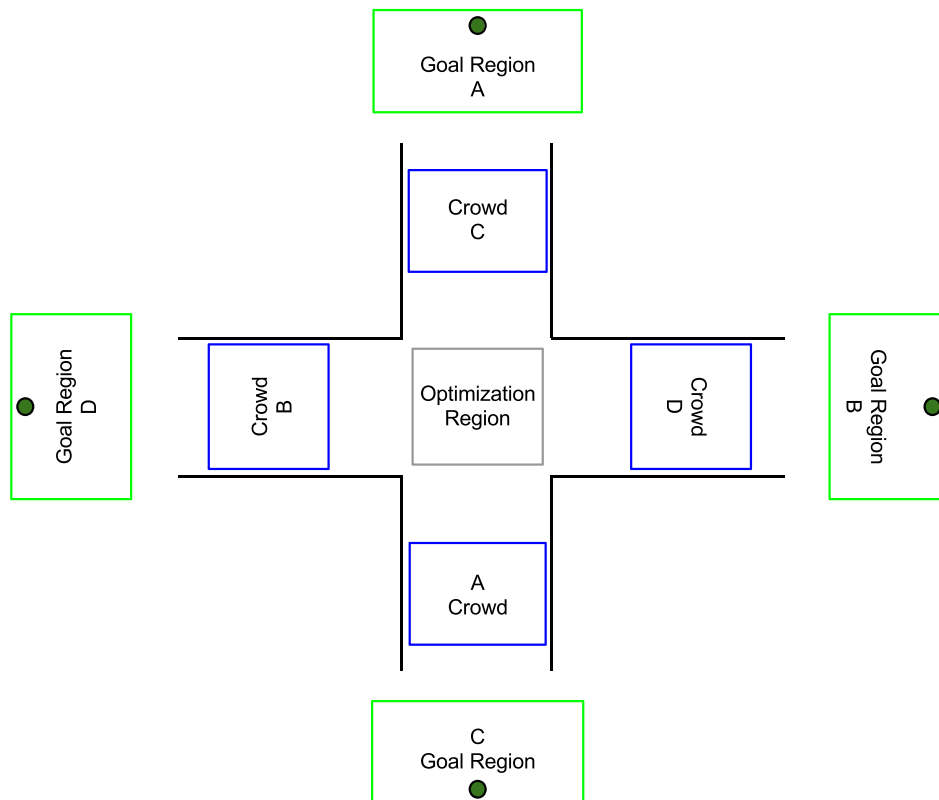 Goal Region
A
Crowd
C
Goal Region
D
Crowd
B
Optimization
Region
Crowd
D
Goal Region
B
A
Crowd
C
Goal Region